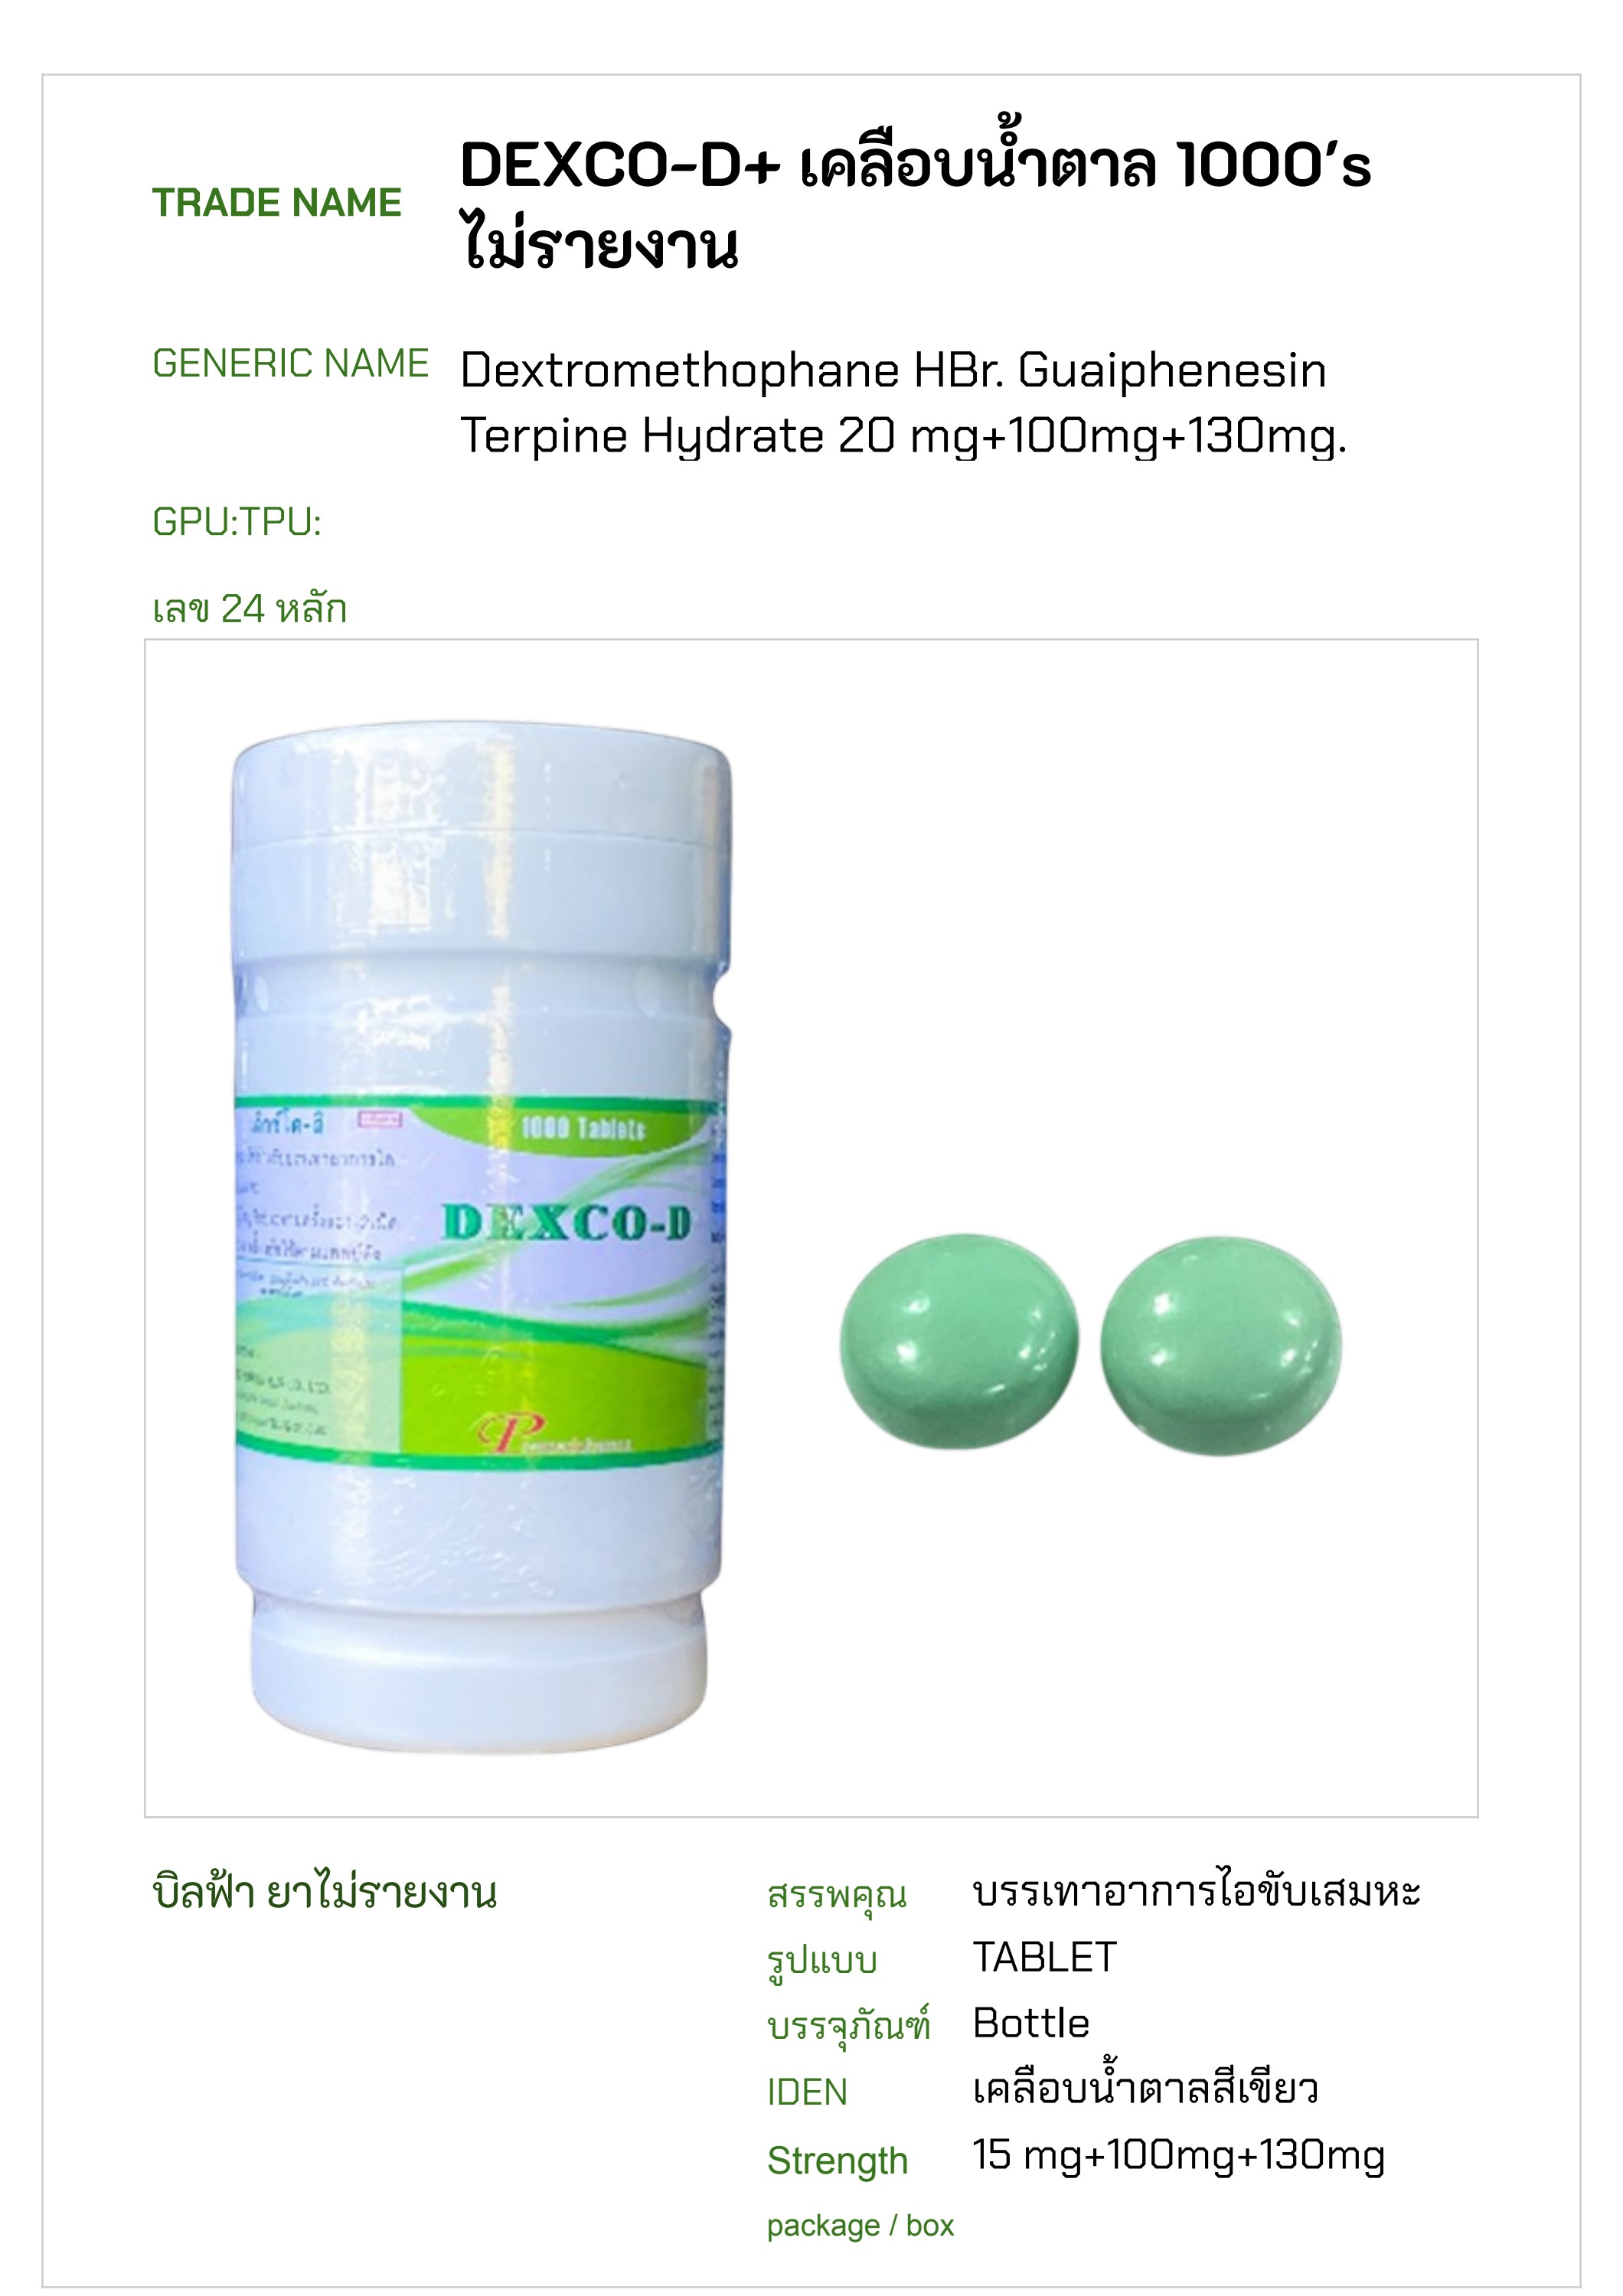 TRADE NAME
DEXCO-D+ เคลือบน้ำตาล 1000's
ไม่รายงาน
GENERIC NAME
Dextromethophane HBr. Guaiphenesin
Terpine Hydrate 20 mg+100mg+130mg.
GPU:TPU:
เลข 24 หลัก
1000 Tablets
DEXCO-D
บิลฟ้า ยาไม่รายงาน
สรรพคุณ บรรเทาอาการไอขับเสมหะ
รูปแบบ TABLET
บรรจุภัณฑ์ Bottle
IDEN เคลือบน้ำตาลสีเขียว
Strength 15 mg+100mg+130mg
package / box